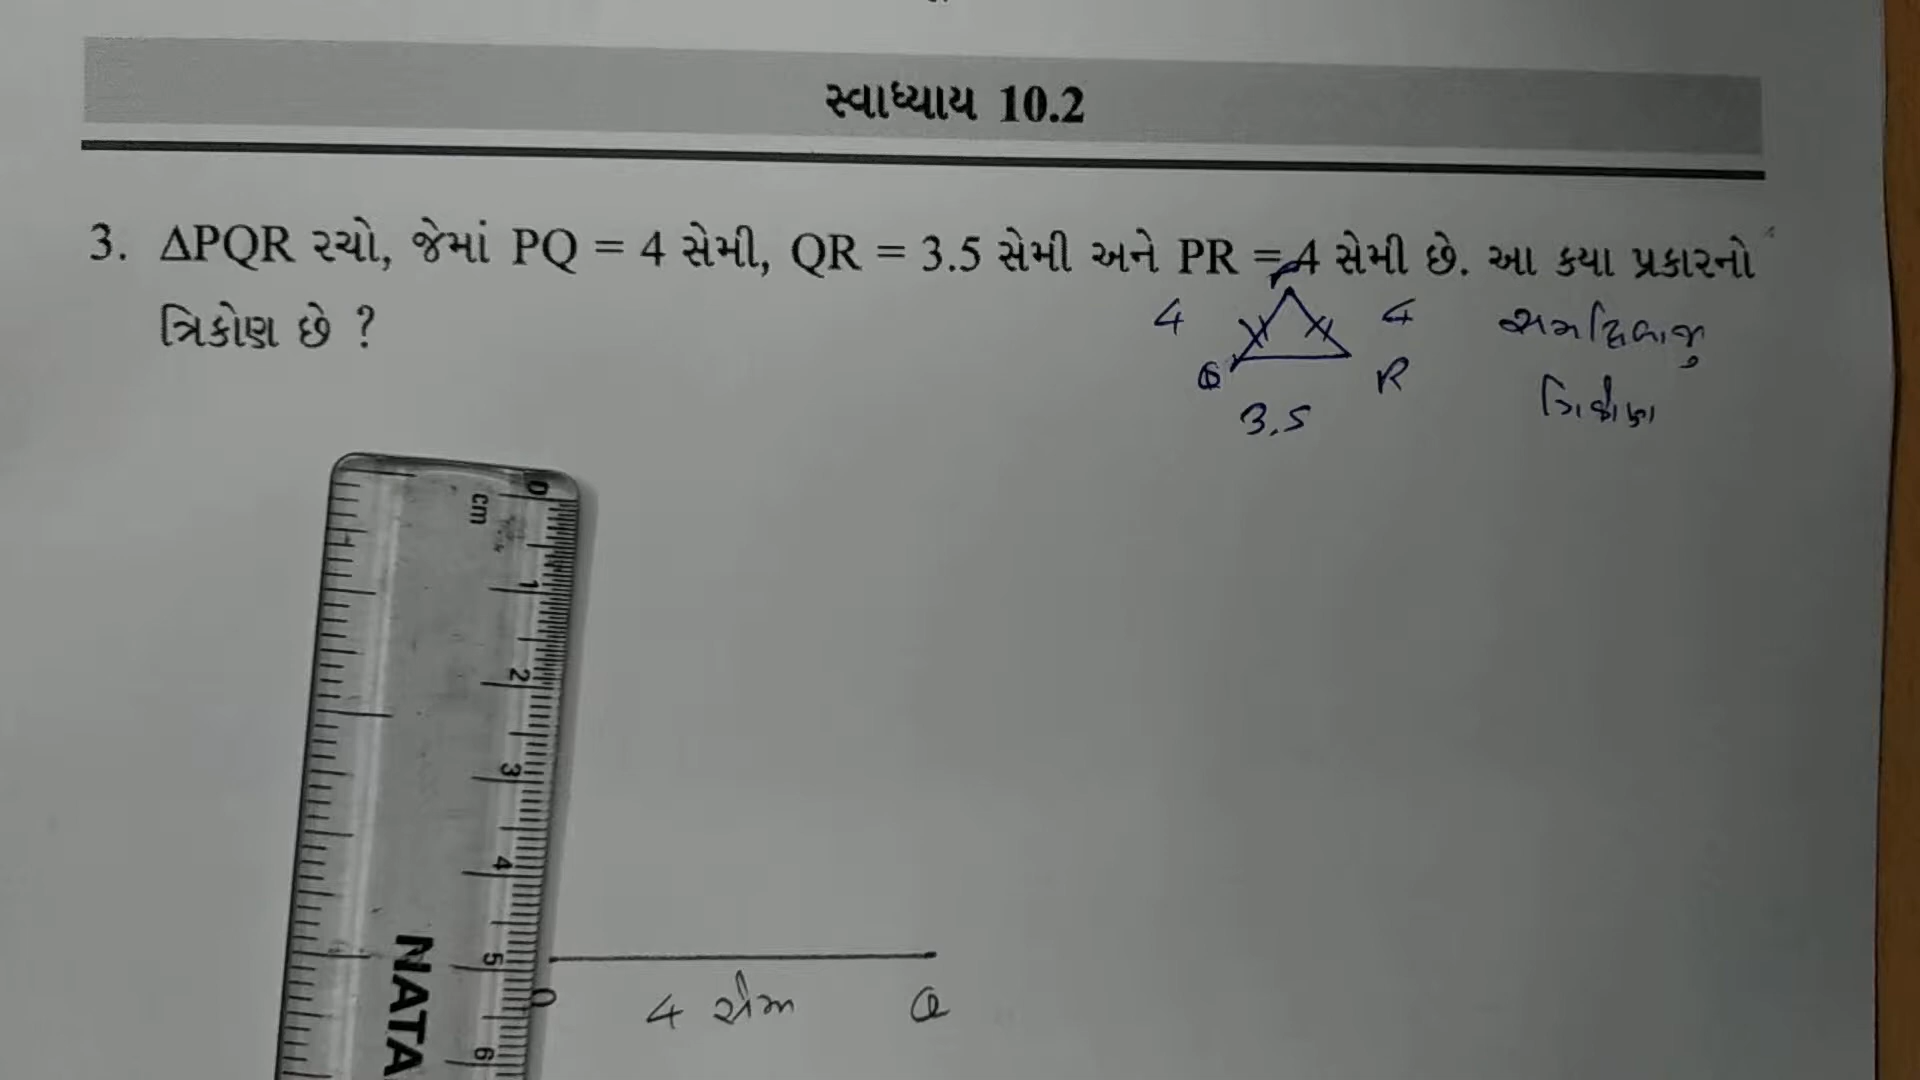 સ્વાધ્યાય 10.2
3. ΔPQR રચો, જેમાં PQ = 4 સેમી, QR = 3.5 સેમી અને PR = 4 સેમી છે. આ કયા પ્રકારનો
ત્રિકોણ છે ?
4 4 સમદ્વિબાજુ
R ત્રિકોણ
3.5
0
cm
1
2
3
4
5
6
NATA
4 સેમી Q